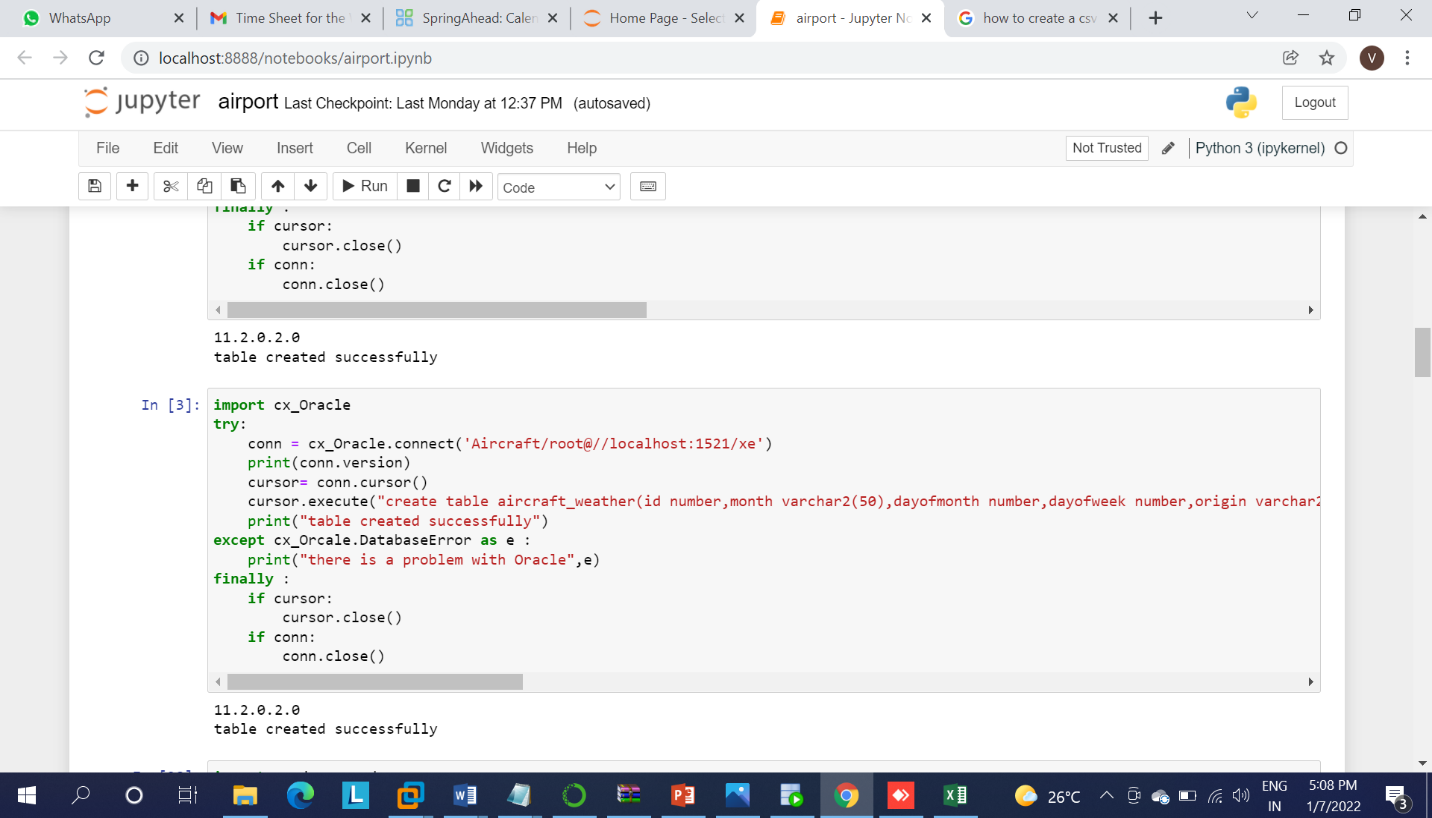 WhatsApp
Time Sheet for the
SpringAhead: Calen
Home Page - Select
airport - Jupyter No
how to create a csv
localhost:8888/notebooks/airport.ipynb
V
jupyter airport Last Checkpoint: Last Monday at 12:37 PM (autosaved)
Logout
File Edit View Insert Cell Kernel Widgets Help
Not Trusted
Python 3 (ipykernel)
Run
Code
finally :
if cursor:
cursor.close()
if conn:
conn.close()
11.2.0.2.0
table created successfully
In [3]:
import cx_Oracle
try:
conn = cx_Oracle.connect('Aircraft/root@//localhost:1521/xe')
print(conn.version)
cursor= conn.cursor()
cursor.execute("create table aircraft_weather(id number,month varchar2(50),dayofmonth number,dayofweek number,origin varchar2
print("table created successfully")
except cx_Orcale.DatabaseError as e :
print("there is a problem with Oracle",e)
finally :
if cursor:
cursor.close()
if conn:
conn.close()
11.2.0.2.0
table created successfully
26°C
ENG
IN
5:08 PM
1/7/2022
3